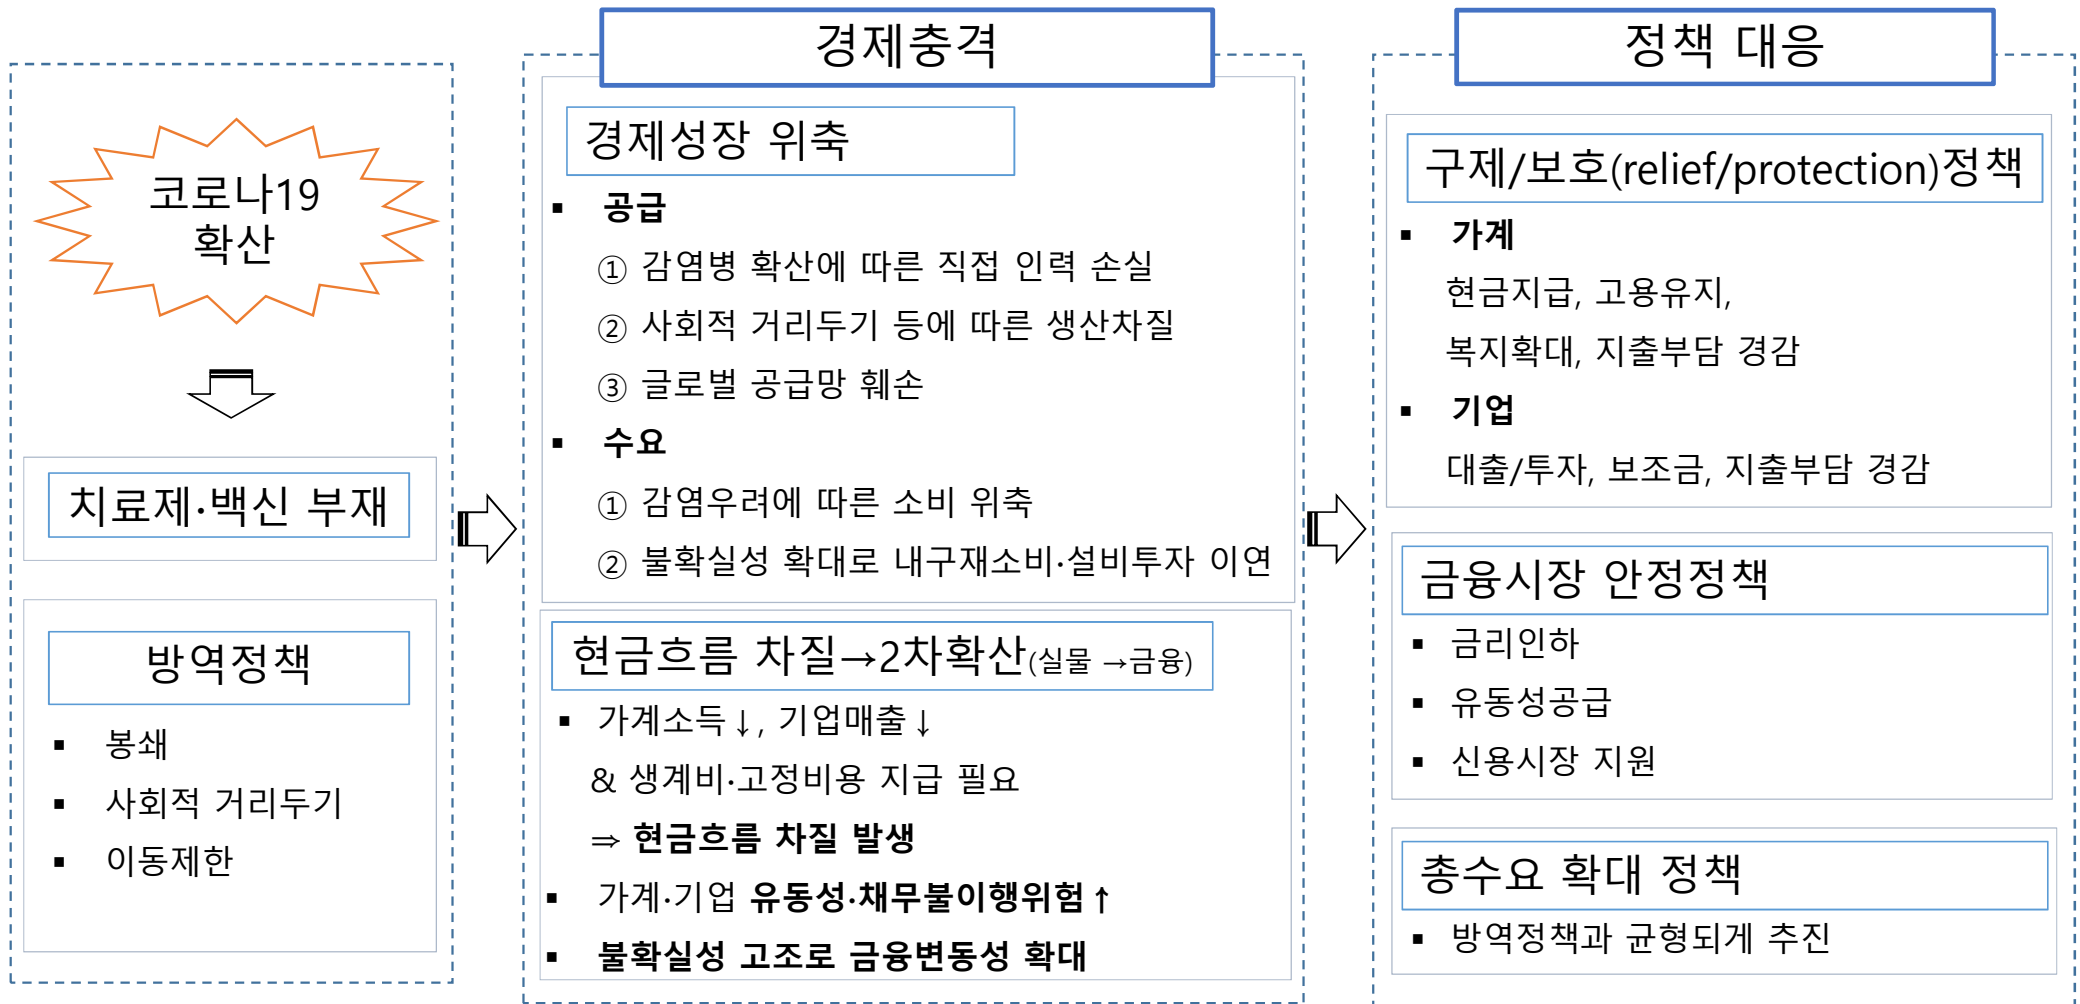 코로나19
확산
치료제·백신 부재
방역정책
▪ 봉쇄
▪ 사회적 거리두기
▪ 이동제한
경제충격
경제성장 위축
▪ 공급
① 감염병 확산에 따른 직접 인력 손실
② 사회적 거리두기 등에 따른 생산차질
③ 글로벌 공급망 훼손
▪ 수요
① 감염우려에 따른 소비 위축
② 불확실성 확대로 내구재소비·설비투자 이연
현금흐름 차질→2차확산(실물 →금융)
▪ 가계소득↓, 기업매출↓
& 생계비·고정비용 지급 필요
⇒ 현금흐름 차질 발생
▪ 가계·기업 유동성·채무불이행위험↑
▪ 불확실성 고조로 금융변동성 확대
정책 대응
구제/보호(relief/protection)정책
▪ 가계
현금지급, 고용유지,
복지확대, 지출부담 경감
▪ 기업
대출/투자, 보조금, 지출부담 경감
금융시장 안정정책
▪ 금리인하
▪ 유동성공급
▪ 신용시장 지원
총수요 확대 정책
▪ 방역정책과 균형되게 추진